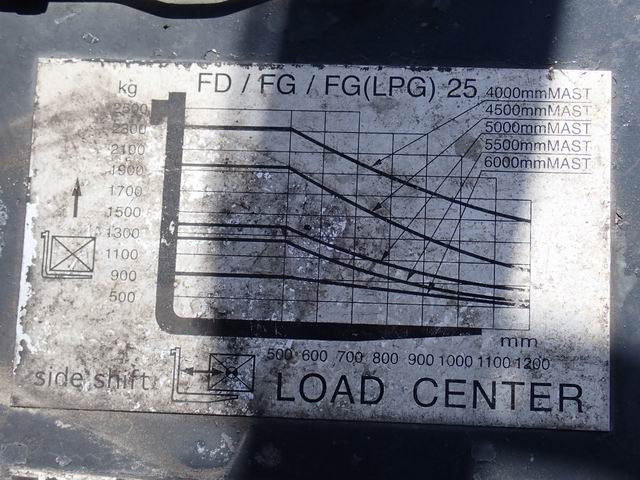 kg FD / FG / FG(LPG) 25
4000mmMAST
4500mmMAST
5000mmMAST
5500mmMAST
6000mmMAST
2500
2300
2100
1900
1700
1500
1300
1100
900
500
mm
500 600 700 800 900 1000 1100 1200
side shift.
LOAD CENTER